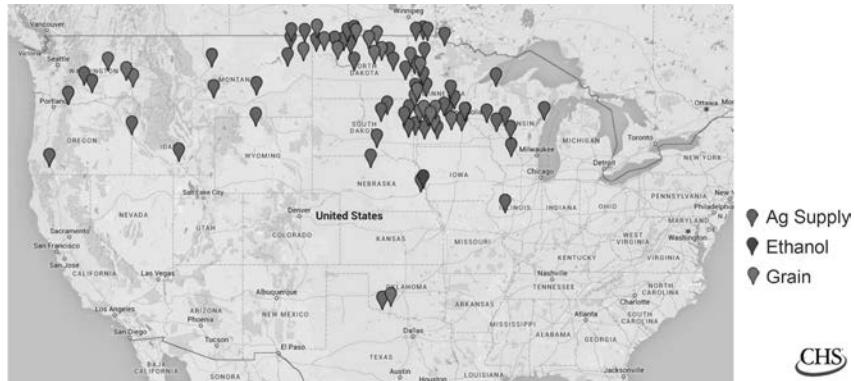 Vancouver
Winnipeg
Victoria
Seattle
WASHINGTON
NORTH
DAKOTA
MONTANA
Ottawa
Portland
OREGON
SOUTH
DAKOTA
MICHIGAN
Toronto
WYOMING
Milwaukee
Detroit
NEW YORK
Chicago
IOWA
NEBRASKA
PENNSYLVANIA
Salt Lake City
NEVADA
ILLINOIS
INDIANA
OHIO
Philadelphia
Denver
United States
MARYLAND
UTAH
Sacramento
COLORADO
KANSAS
MISSOURI
WEST
VIRGINIA
Washington
San Francisco
San Jose
KENTUCKY
VIRGINIA
CALIFORNIA
Las Vegas
Nashville
NORTH
CAROLINA
TENNESSEE
Charlotte
Albuquerque
OKLAHOMA
ARKANSAS
Los Angeles
ARIZONA
NEW MEXICO
SOUTH
CAROLINA
Phoenix
Atlanta
MISSISSIPPI
San Diego
Tucson
Dallas
ALABAMA
GEORGIA
El Paso
TEXAS
BAJA
CALIFORNIA
SONORA
Austin
LOUISIANA
Jacksonville
Houston
Ag Supply
Ethanol
Grain
CHS